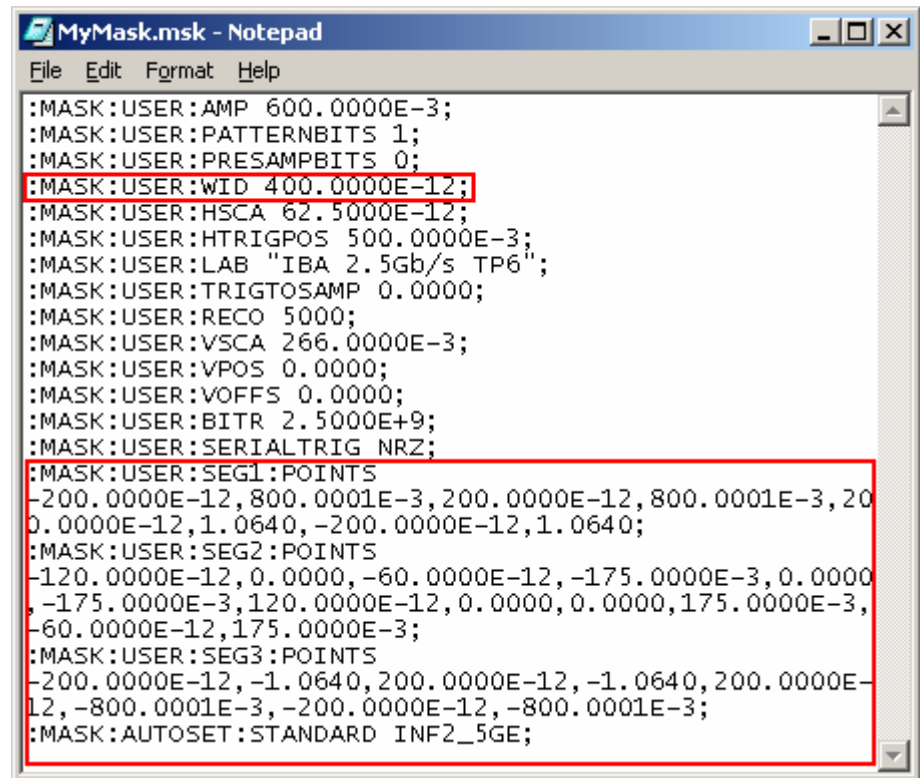 MyMask.msk - Notepad
File Edit Format Help
:MASK:USER:AMP 600.0000E-3;
:MASK:USER:PATTERNBITS 1;
:MASK:USER:PRESAMPBITS 0;
:MASK:USER:WID 400.0000E-12;
:MASK:USER:HSCA 62.5000E-12;
:MASK:USER:HTRIGPOS 500.0000E-3;
:MASK:USER:LAB "IBA 2.5Gb/s TP6";
:MASK:USER:TRIGTOSAMP 0.0000;
:MASK:USER:RECO 5000;
:MASK:USER:VSCA 266.0000E-3;
:MASK:USER:VPOS 0.0000;
:MASK:USER:VOFFS 0.0000;
:MASK:USER:BITR 2.5000E+9;
:MASK:USER:SERIALTRIG NRZ;
:MASK:USER:SEG1:POINTS
-200.0000E-12,800.0001E-3,200.0000E-12,800.0001E-3,20
0.0000E-12,1.0640,-200.0000E-12,1.0640;
:MASK:USER:SEG2:POINTS
-120.0000E-12,0.0000,-60.0000E-12,-175.0000E-3,0.0000
,-175.0000E-3,120.0000E-12,0.0000,0.0000,175.0000E-3,
-60.0000E-12,175.0000E-3;
:MASK:USER:SEG3:POINTS
-200.0000E-12,-1.0640,200.0000E-12,-1.0640,200.0000E-
12,-800.0001E-3,-200.0000E-12,-800.0001E-3;
:MASK:AUTOSET:STANDARD INF2_5GE;